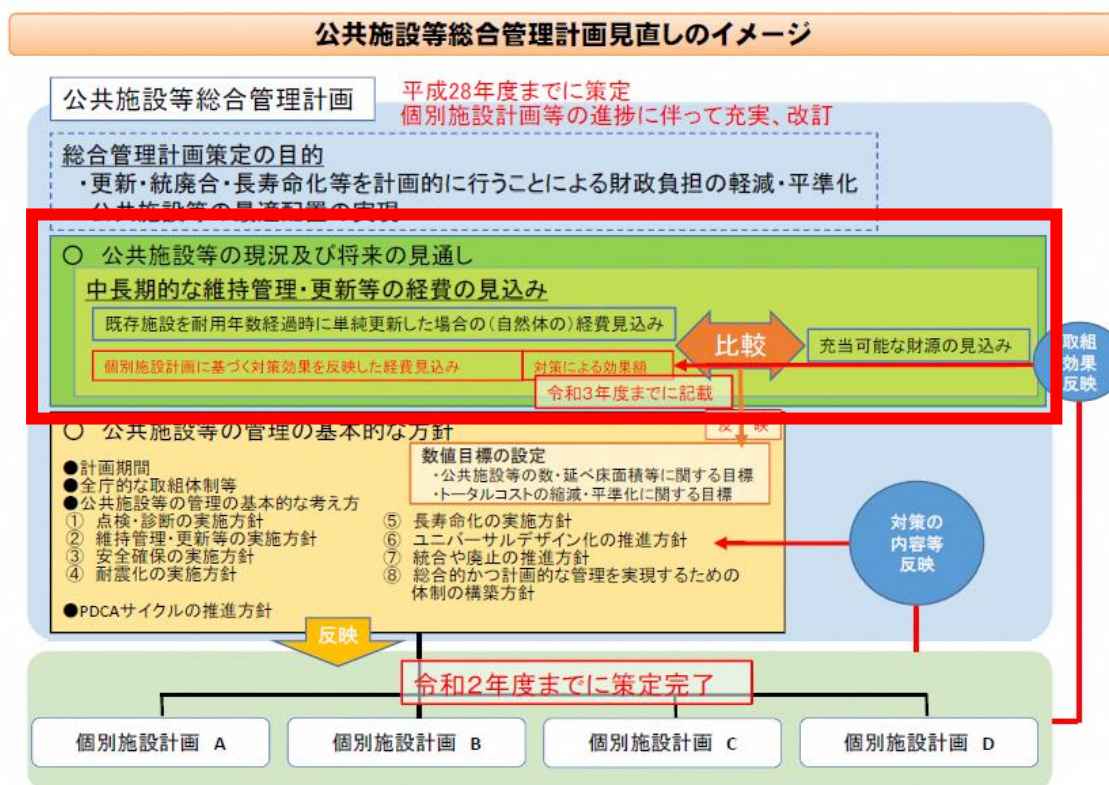 公共施設等総合管理計画見直しのイメージ
公共施設等総合管理計画
平成28年度までに策定
個別施設計画等の進捗に伴って充実、改訂
総合管理計画策定の目的
・更新・統廃合・長寿命化等を計画的に行うことによる財政負担の軽減・平準化
公共施設等の最適配置の実現
〇 公共施設等の現況及び将来の見通し
中長期的な維持管理・更新等の経費の見込み
既存施設を耐用年数経過時に単純更新した場合の(自然体の)経費見込み
比較
充当可能な財源の見込み
個別施設計画に基づく対策効果を反映した経費見込み
対策による効果額
令和3年度までに記載
取組
効果
反映
〇 公共施設等の管理の基本的な方針
反 映
数値目標の設定
・公共施設等の数・延べ床面積等に関する目標
・トータルコストの縮減・平準化に関する目標
●計画期間
●全庁的な取組体制等
●公共施設等の管理の基本的な考え方
① 点検・診断の実施方針
② 維持管理・更新等の実施方針
③ 安全確保の実施方針
④ 耐震化の実施方針
⑤ 長寿命化の実施方針
⑥ ユニバーサルデザイン化の推進方針
⑦ 統合や廃止の推進方針
⑧ 総合的かつ計画的な管理を実現するための
体制の構築方針
●PDCAサイクルの推進方針
対策の
内容等
反映
反映
令和2年度までに策定完了
個別施設計画 A
個別施設計画 B
個別施設計画 C
個別施設計画 D